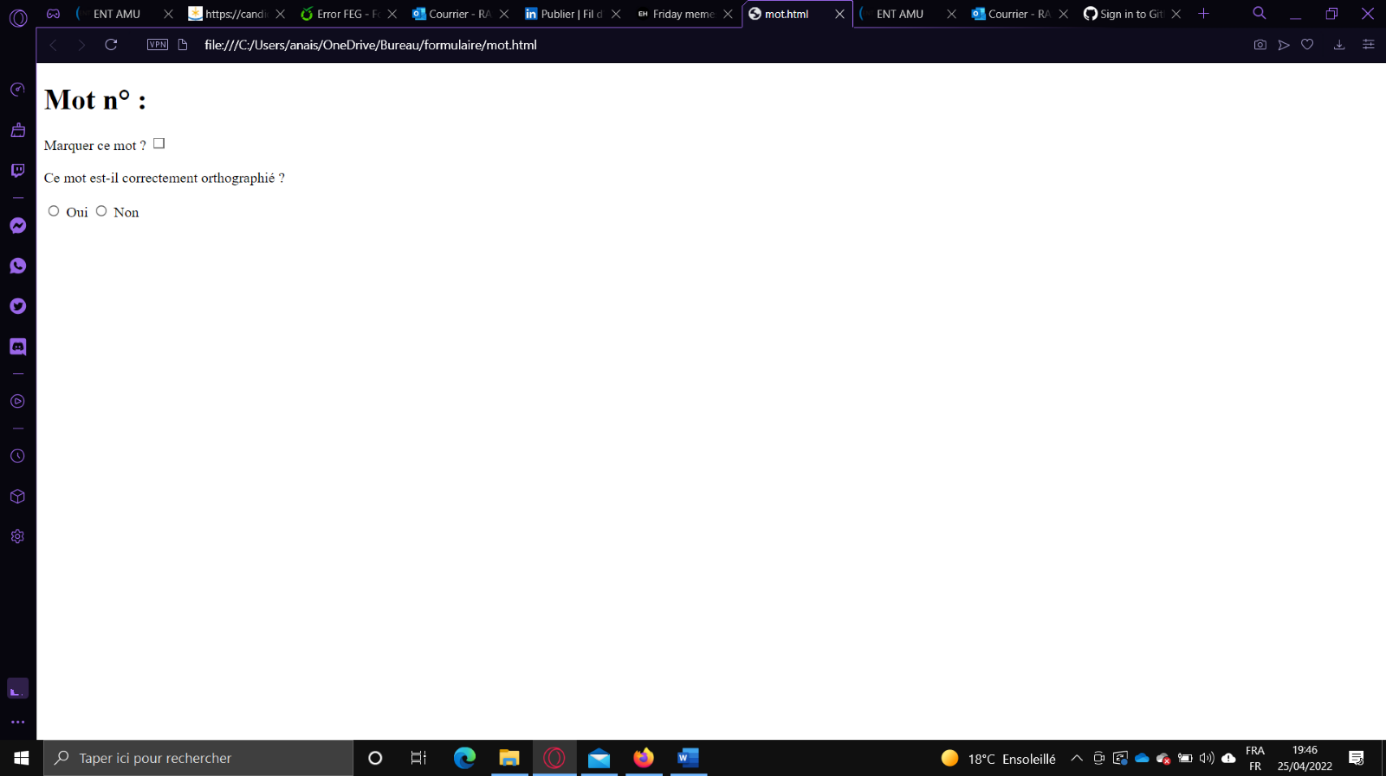 ENT AMU
https://candi
Error FEG - F
Courrier - RA
Publier | Fil d
EH Friday meme
mot.html
ENT AMU
Courrier - RA
Sign in to Git
VPN
file:///C:/Users/anais/OneDrive/Bureau/formulaire/mot.html
Mot n° :
Marquer ce mot ?
Ce mot est-il correctement orthographié ?
Oui Non
Taper ici pour rechercher
18°C Ensoleillé
FRA
FR
19:46
25/04/2022